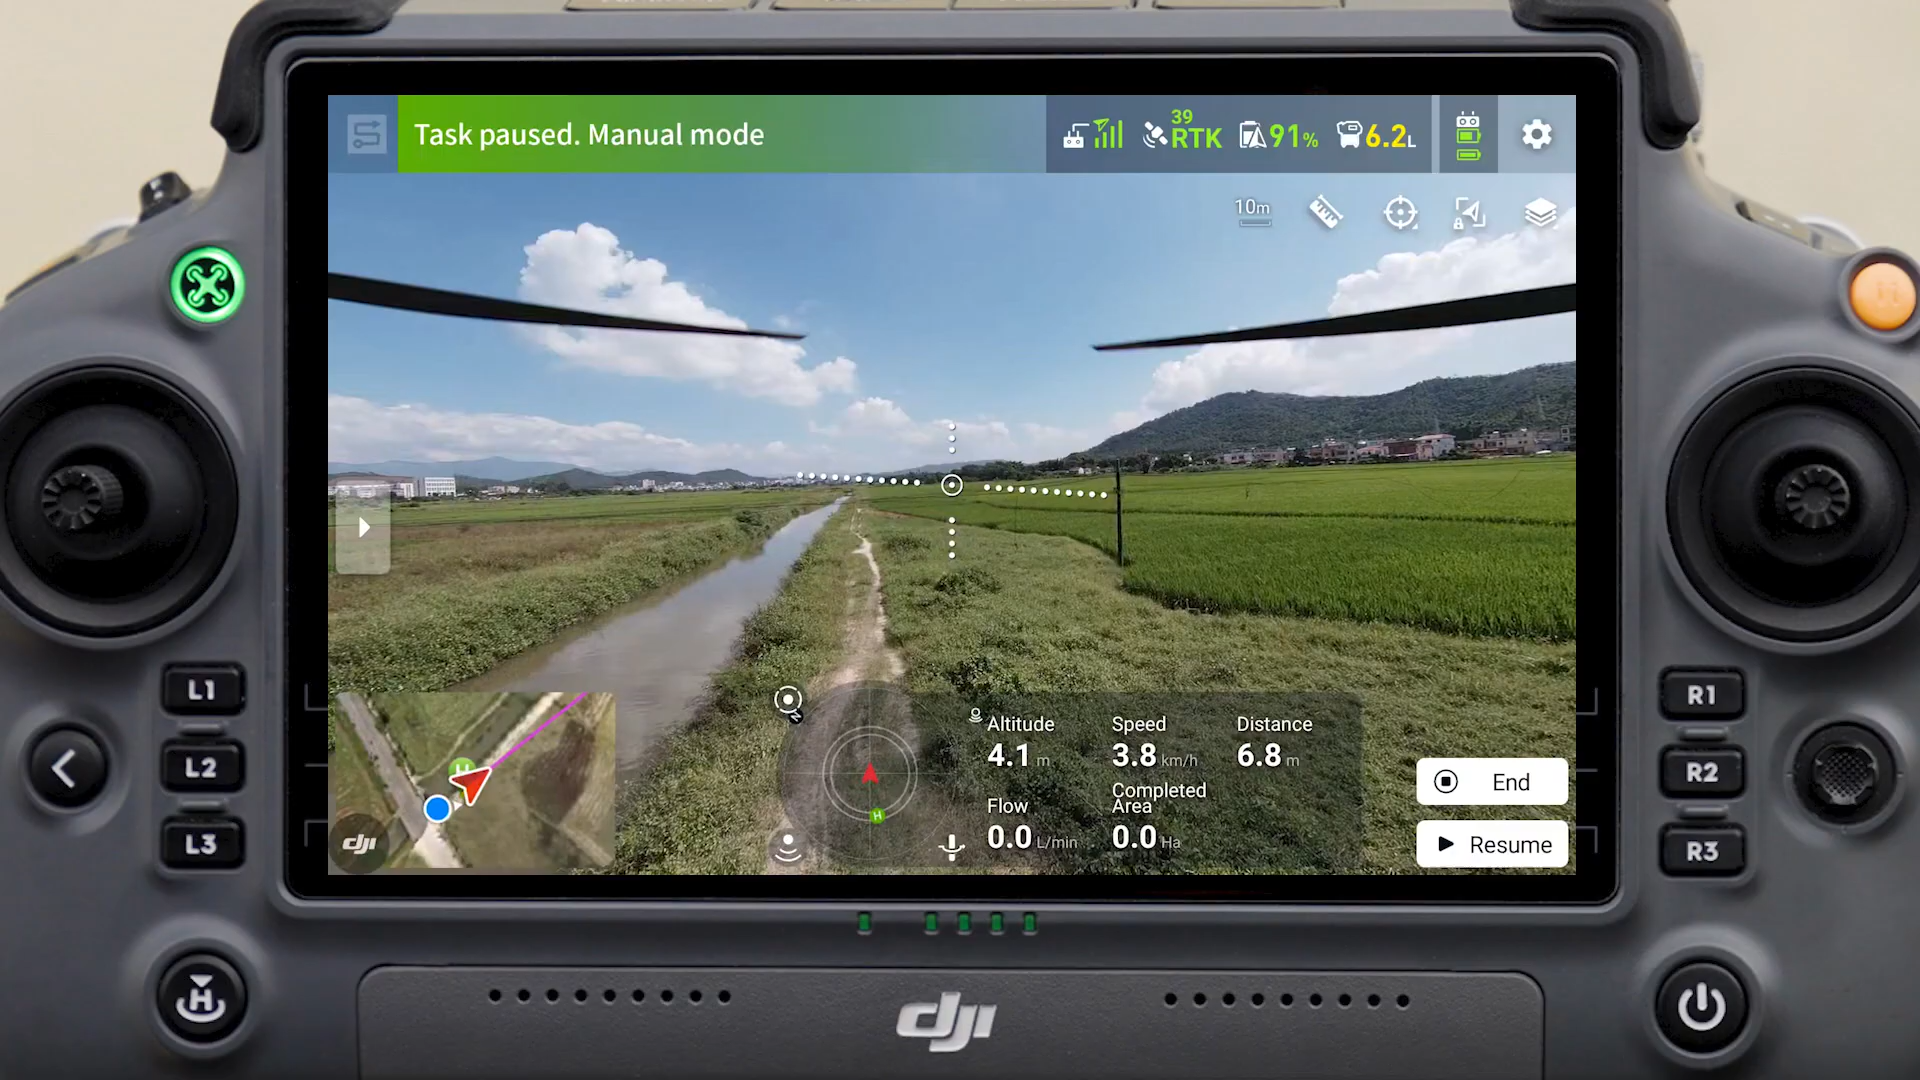 Task paused. Manual mode
39
RTK
91%
6.2L
10m
Altitude
4.1 m
Speed
3.8 km/h
Distance
6.8 m
Flow
0.0 L/min
Completed
Area
0.0 Ha
H
H
N
End
Resume
dji
L1
L2
L3
R1
R2
R3
H
dji